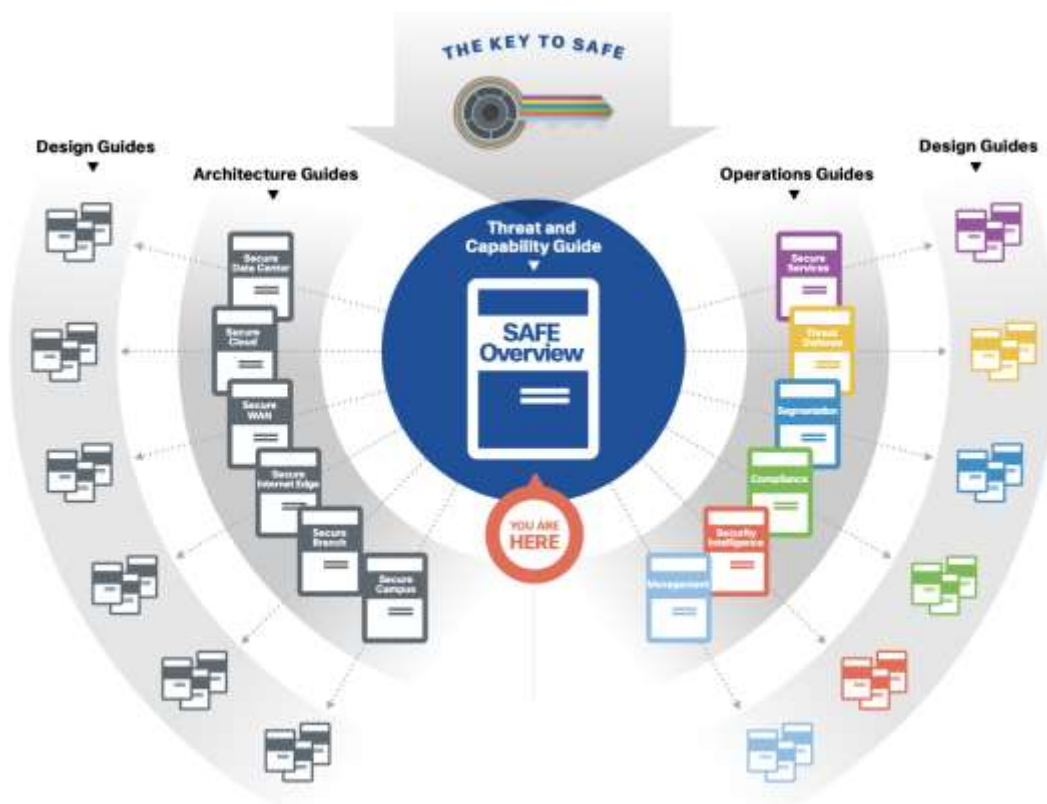 THE KEY TO SAFE
Design Guides
Architecture Guides
Operations Guides
Design Guides
Threat and
Capability Guide
SAFE
Overview
YOU ARE
HERE
Secure
Data Center
Secure
Cloud
Secure
WAN
Secure
Internet Edge
Secure
Branch
Secure
Campus
Secure
Services
Threat
Defense
Segmentation
Compliance
Security
Intelligence
Management